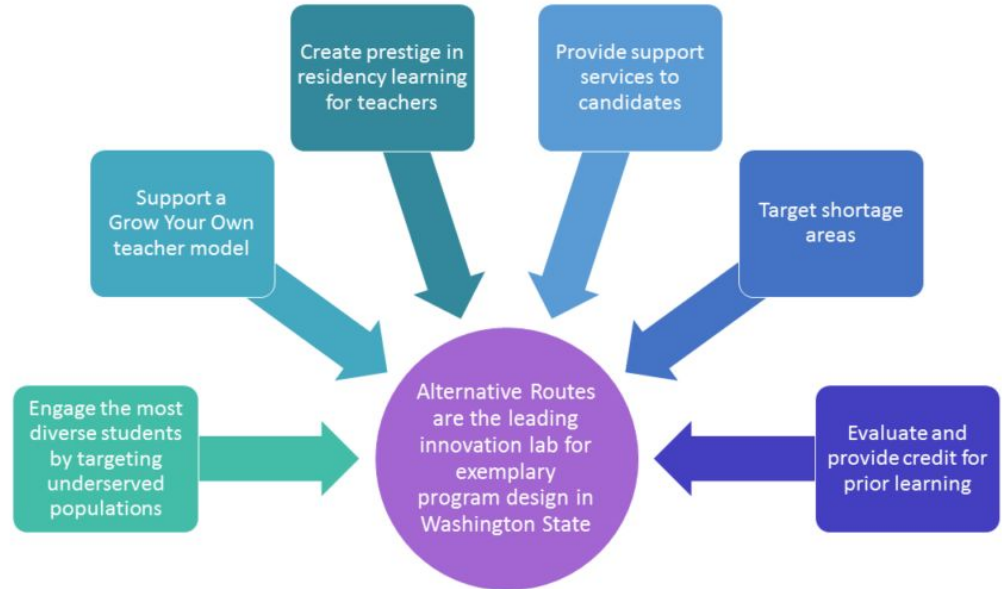 Create prestige in
residency learning
for teachers
Provide support
services to
candidates
Support a
Grow Your Own
teacher model
Target shortage
areas
Engage the most
diverse students
by targeting
underserved
populations
Alternative Routes
are the leading
innovation lab for
exemplary
program design in
Washington State
Evaluate and
provide credit for
prior learning